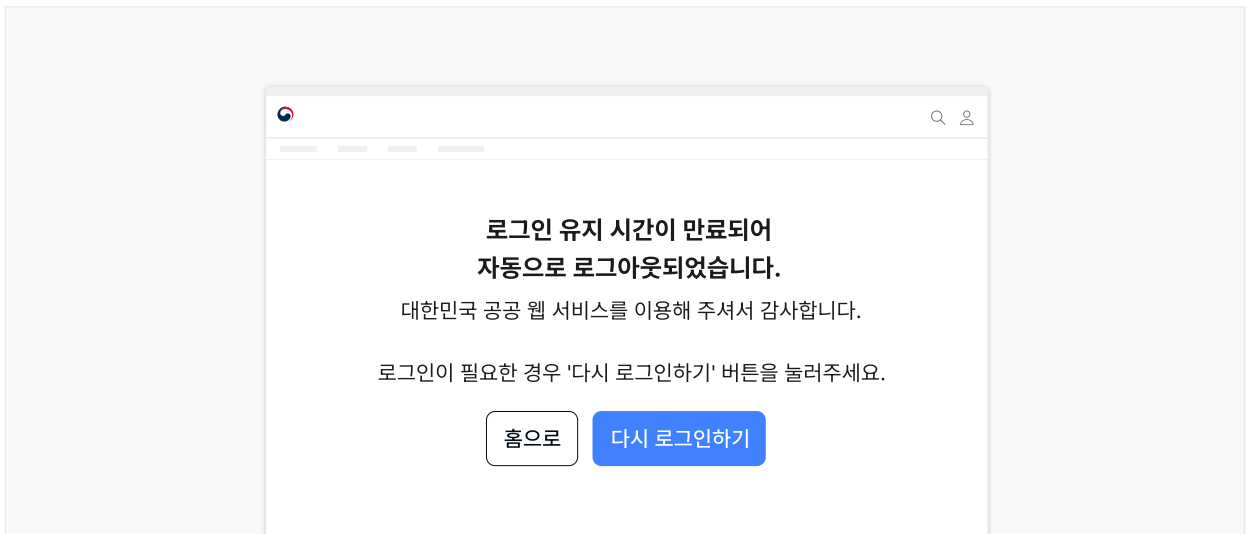 로그인 유지 시간이 만료되어
자동으로 로그아웃되었습니다.
대한민국 공공 웹 서비스를 이용해 주셔서 감사합니다.
로그인이 필요한 경우 '다시 로그인하기' 버튼을 눌러주세요.
홈으로 다시 로그인하기